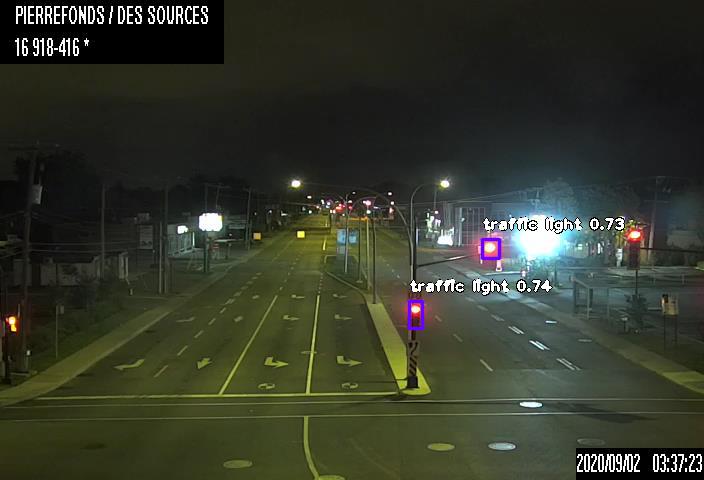 PIERREFONDS / DES SOURCES
16 918-416 *
traffic light 0.73
traffic light 0.74
2020/09/02 03:37:23